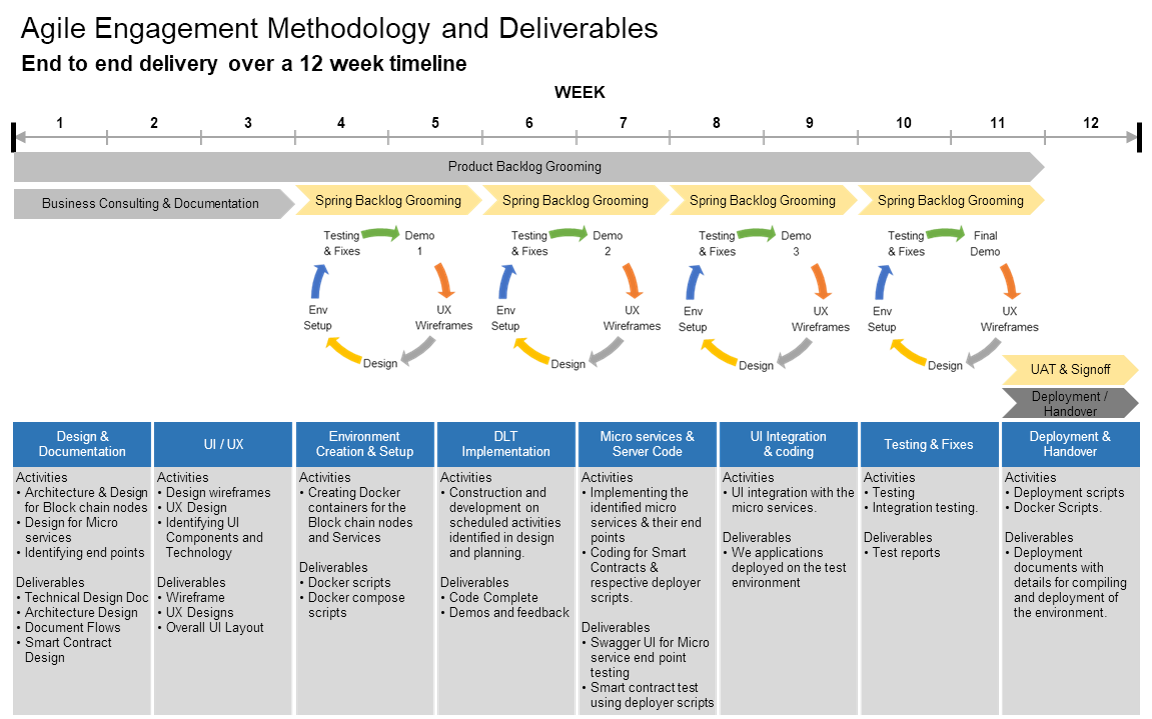 Agile Engagement Methodology and Deliverables
End to end delivery over a 12 week timeline
WEEK
1 2 3 4 5 6 7 8 9 10 11 12
Product Backlog Grooming
Business Consulting & Documentation
Spring Backlog Grooming
Spring Backlog Grooming
Spring Backlog Grooming
Spring Backlog Grooming
Testing
& Fixes
Demo
1
UX
Wireframes
Design
Env
Setup
Testing
& Fixes
Demo
2
UX
Wireframes
Design
Env
Setup
Testing
& Fixes
Demo
3
UX
Wireframes
Design
Env
Setup
Testing
& Fixes
Final
Demo
UX
Wireframes
Design
Env
Setup
UAT & Signoff
Deployment /
Handover
Design &
Documentation
Activities
• Architecture & Design
for Block chain nodes
• Design for Micro
services
• Identifying end points
Deliverables
• Technical Design Doc
• Architecture Design
• Document Flows
• Smart Contract
Design
UI / UX
Activities
• Design wireframes
• UX Design
• Identifying UI
Components and
Technology
Deliverables
• Wireframe
• UX Designs
• Overall UI Layout
Environment
Creation & Setup
Activities
• Creating Docker
containers for the
Block chain nodes
and Services
Deliverables
• Docker scripts
• Docker compose
scripts
DLT
Implementation
Activities
• Construction and
development on
scheduled activities
identified in design
and planning.
Deliverables
• Code Complete
• Demos and feedback
Micro services &
Server Code
Activities
• Implementing the
identified micro
services & their end
points
• Coding for Smart
Contracts &
respective deployer
scripts.
Deliverables
• Swagger UI for Micro
service end point
testing
• Smart contract test
using deployer scripts
UI Integration
& coding
Activities
• UI integration with the
micro services.
Deliverables
• We applications
deployed on the test
environment
Testing & Fixes
Activities
• Testing
• Integration testing.
Deliverables
• Test reports
Deployment &
Handover
Activities
• Deployment scripts
• Docker Scripts.
Deliverables
• Deployment
documents with
details for compiling
and deployment of
the environment.